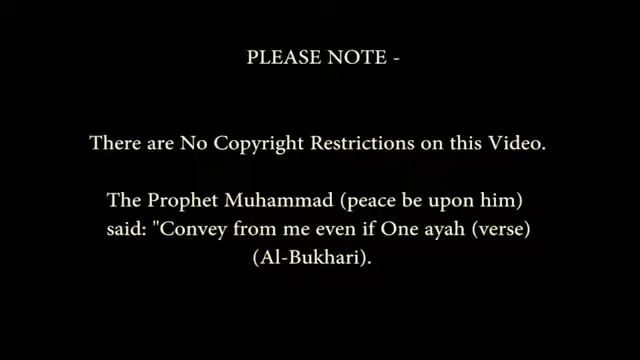 PLEASE NOTE -
There are No Copyright Restrictions on this Video.
The Prophet Muhammad (peace be upon him)
said: "Convey from me even if One ayah (verse)
(Al-Bukhari).